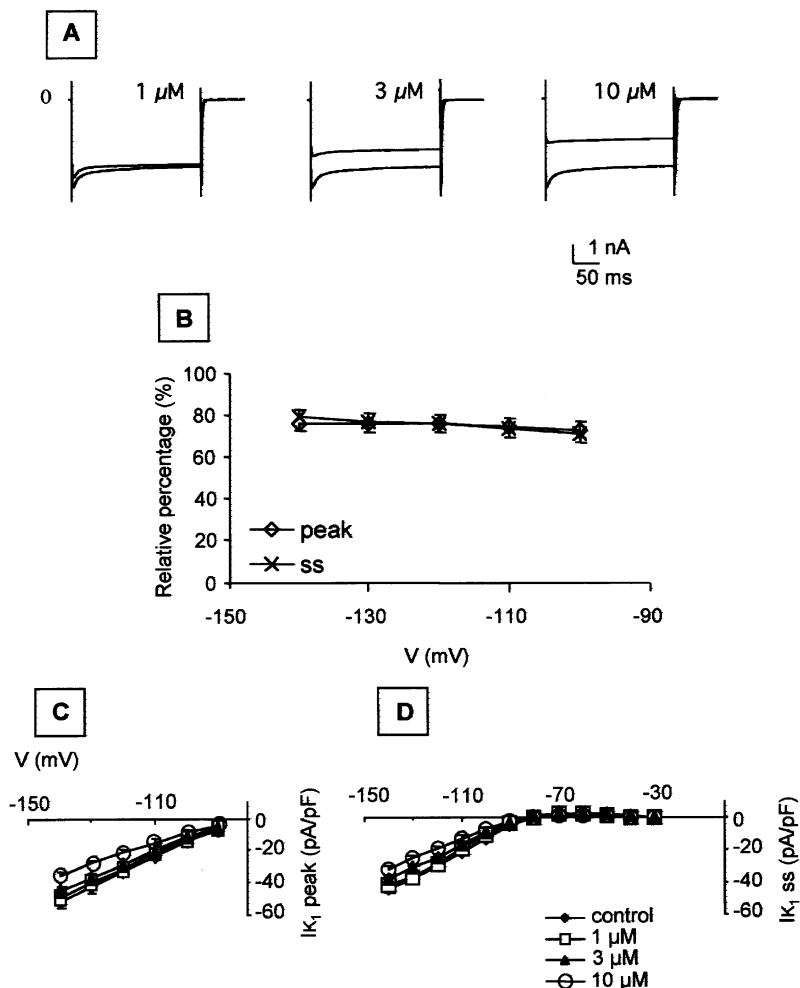 A
0
1 µM
3 µM
10 µM
1 nA
50 ms
B
Relative percentage (%)
100
80
60
40
20
0
peak
ss
-150
-130
-110
-90
V (mV)
C
V (mV)
-150
-110
0
-20
-40
-60
IK1 peak (pA/pF)
D
-140
-110
-70
-30
0
-20
-40
-60
IK1 ss (pA/pF)
control
1 µM
3 µM
10 µM